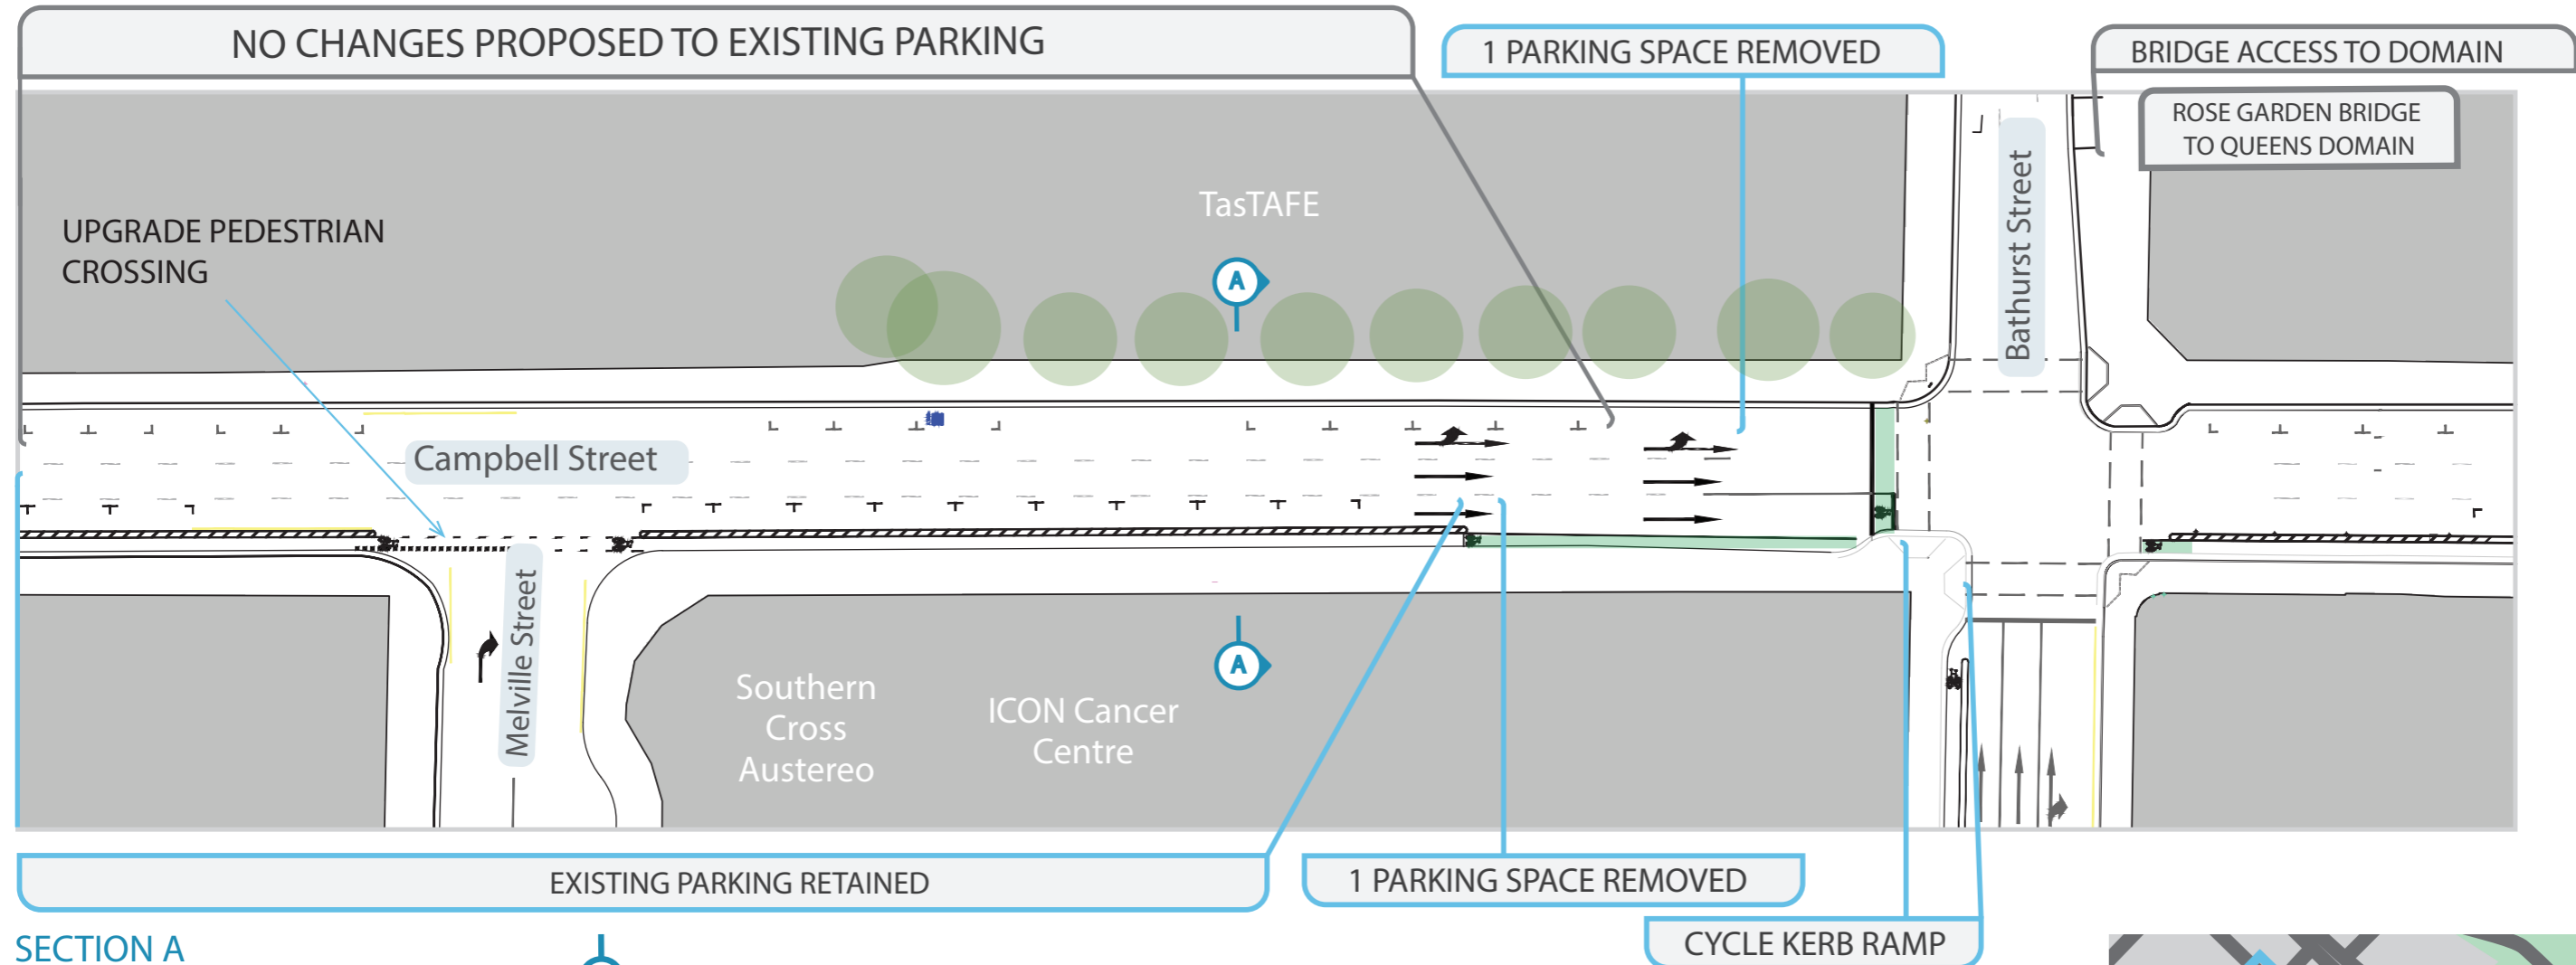 NO CHANGES PROPOSED TO EXISTING PARKING
1 PARKING SPACE REMOVED
BRIDGE ACCESS TO DOMAIN
ROSE GARDEN BRIDGE
TO QUEENS DOMAIN
UPGRADE PEDESTRIAN
CROSSING
TasTAFE
A
Bathurst Street
Campbell Street
Melville Street
Southern
Cross
Austereo
ICON Cancer
Centre
A
EXISTING PARKING RETAINED
1 PARKING SPACE REMOVED
CYCLE KERB RAMP
SECTION A